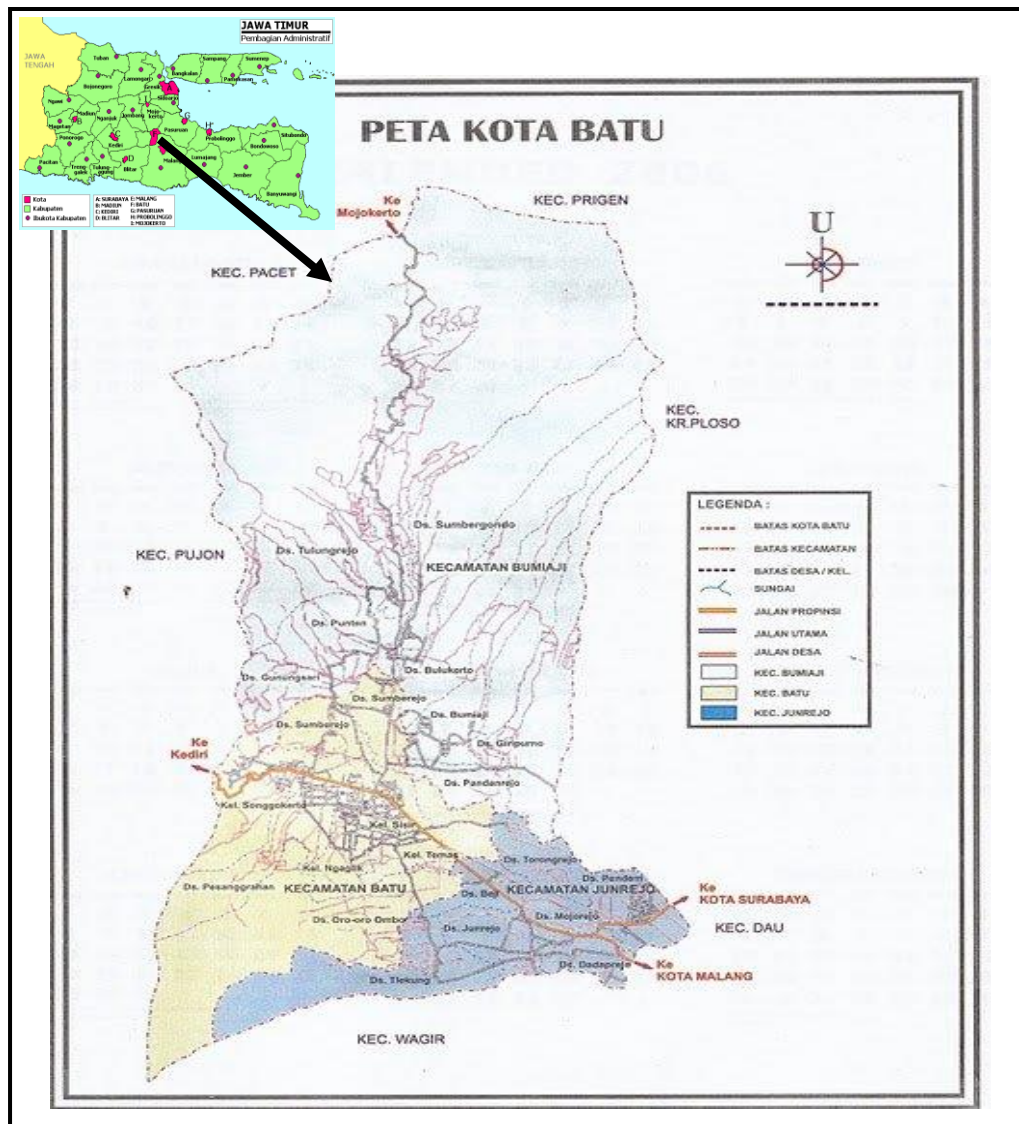 JAWA TIMUR
Pembagian Administratif
JAWA
TENGAH
Tuban
Lamongan
Bojonegoro
Gresik
Bangkalan
Sampang
Pamekasan
Sumenep
A
Sidoarjo
Ngawi
Madiun
B
Magetan
Nganjuk
Jombang
Mojo-
kerto
I
Pasuruan
G
H
Probolinggo
Situbondo
Bondowoso
Ponorogo
C
Kediri
Pacitan
Treng-
galek
Tulung-
agung
D
Blitar
Malang
Lumajang
Jember
Banyuwangi
Kota
Kabupaten
Ibukota Kabupaten
A: SURABAYA
B: MADIUN
C: KEDIRI
D: BLITAR
E: MALANG
F: BATU
G: PASURUAN
H: PROBOLINGGO
I: MOJOKERTO
PETA KOTA BATU
Ke
Mojokerto
KEC. PRIGEN
U
KEC. PACET
KEC.
KR.PLOSO
KEC. PUJON
Ds. Sumbergondo
Ds. Tulungrejo
KECAMATAN BUMIAJI
Ds. Punten
Ds. Bulukerto
Ds. Gunungsari
Ds. Sumberejo
Ds. Bumiaji
Ds. Sumberejo
Ds. Giripurno
Ke
Kediri
Ds. Pandanrejo
Kel. Songgokerto
Kel. Sisir
Kel. Temas
Ds. Torongrejo
Kel. Ngaglik
Ds. Pendem
Ds. Pesanggrahan
KECAMATAN BATU
Ds. Beji
KECAMATAN JUNREJO
Ke
KOTA SURABAYA
Ds. Oro-oro Ombo
Ds. Mojorejo
Ds. Junrejo
KEC. DAU
Ds. Dadaprejo
Ke
KOTA MALANG
Ds. Tlekung
KEC. WAGIR
LEGENDA :
BATAS KOTA BATU
BATAS KECAMATAN
BATAS DESA / KEL.
SUNGAI
JALAN PROPINSI
JALAN UTAMA
JALAN DESA
KEC. BUMIAJI
KEC. BATU
KEC. JUNREJO